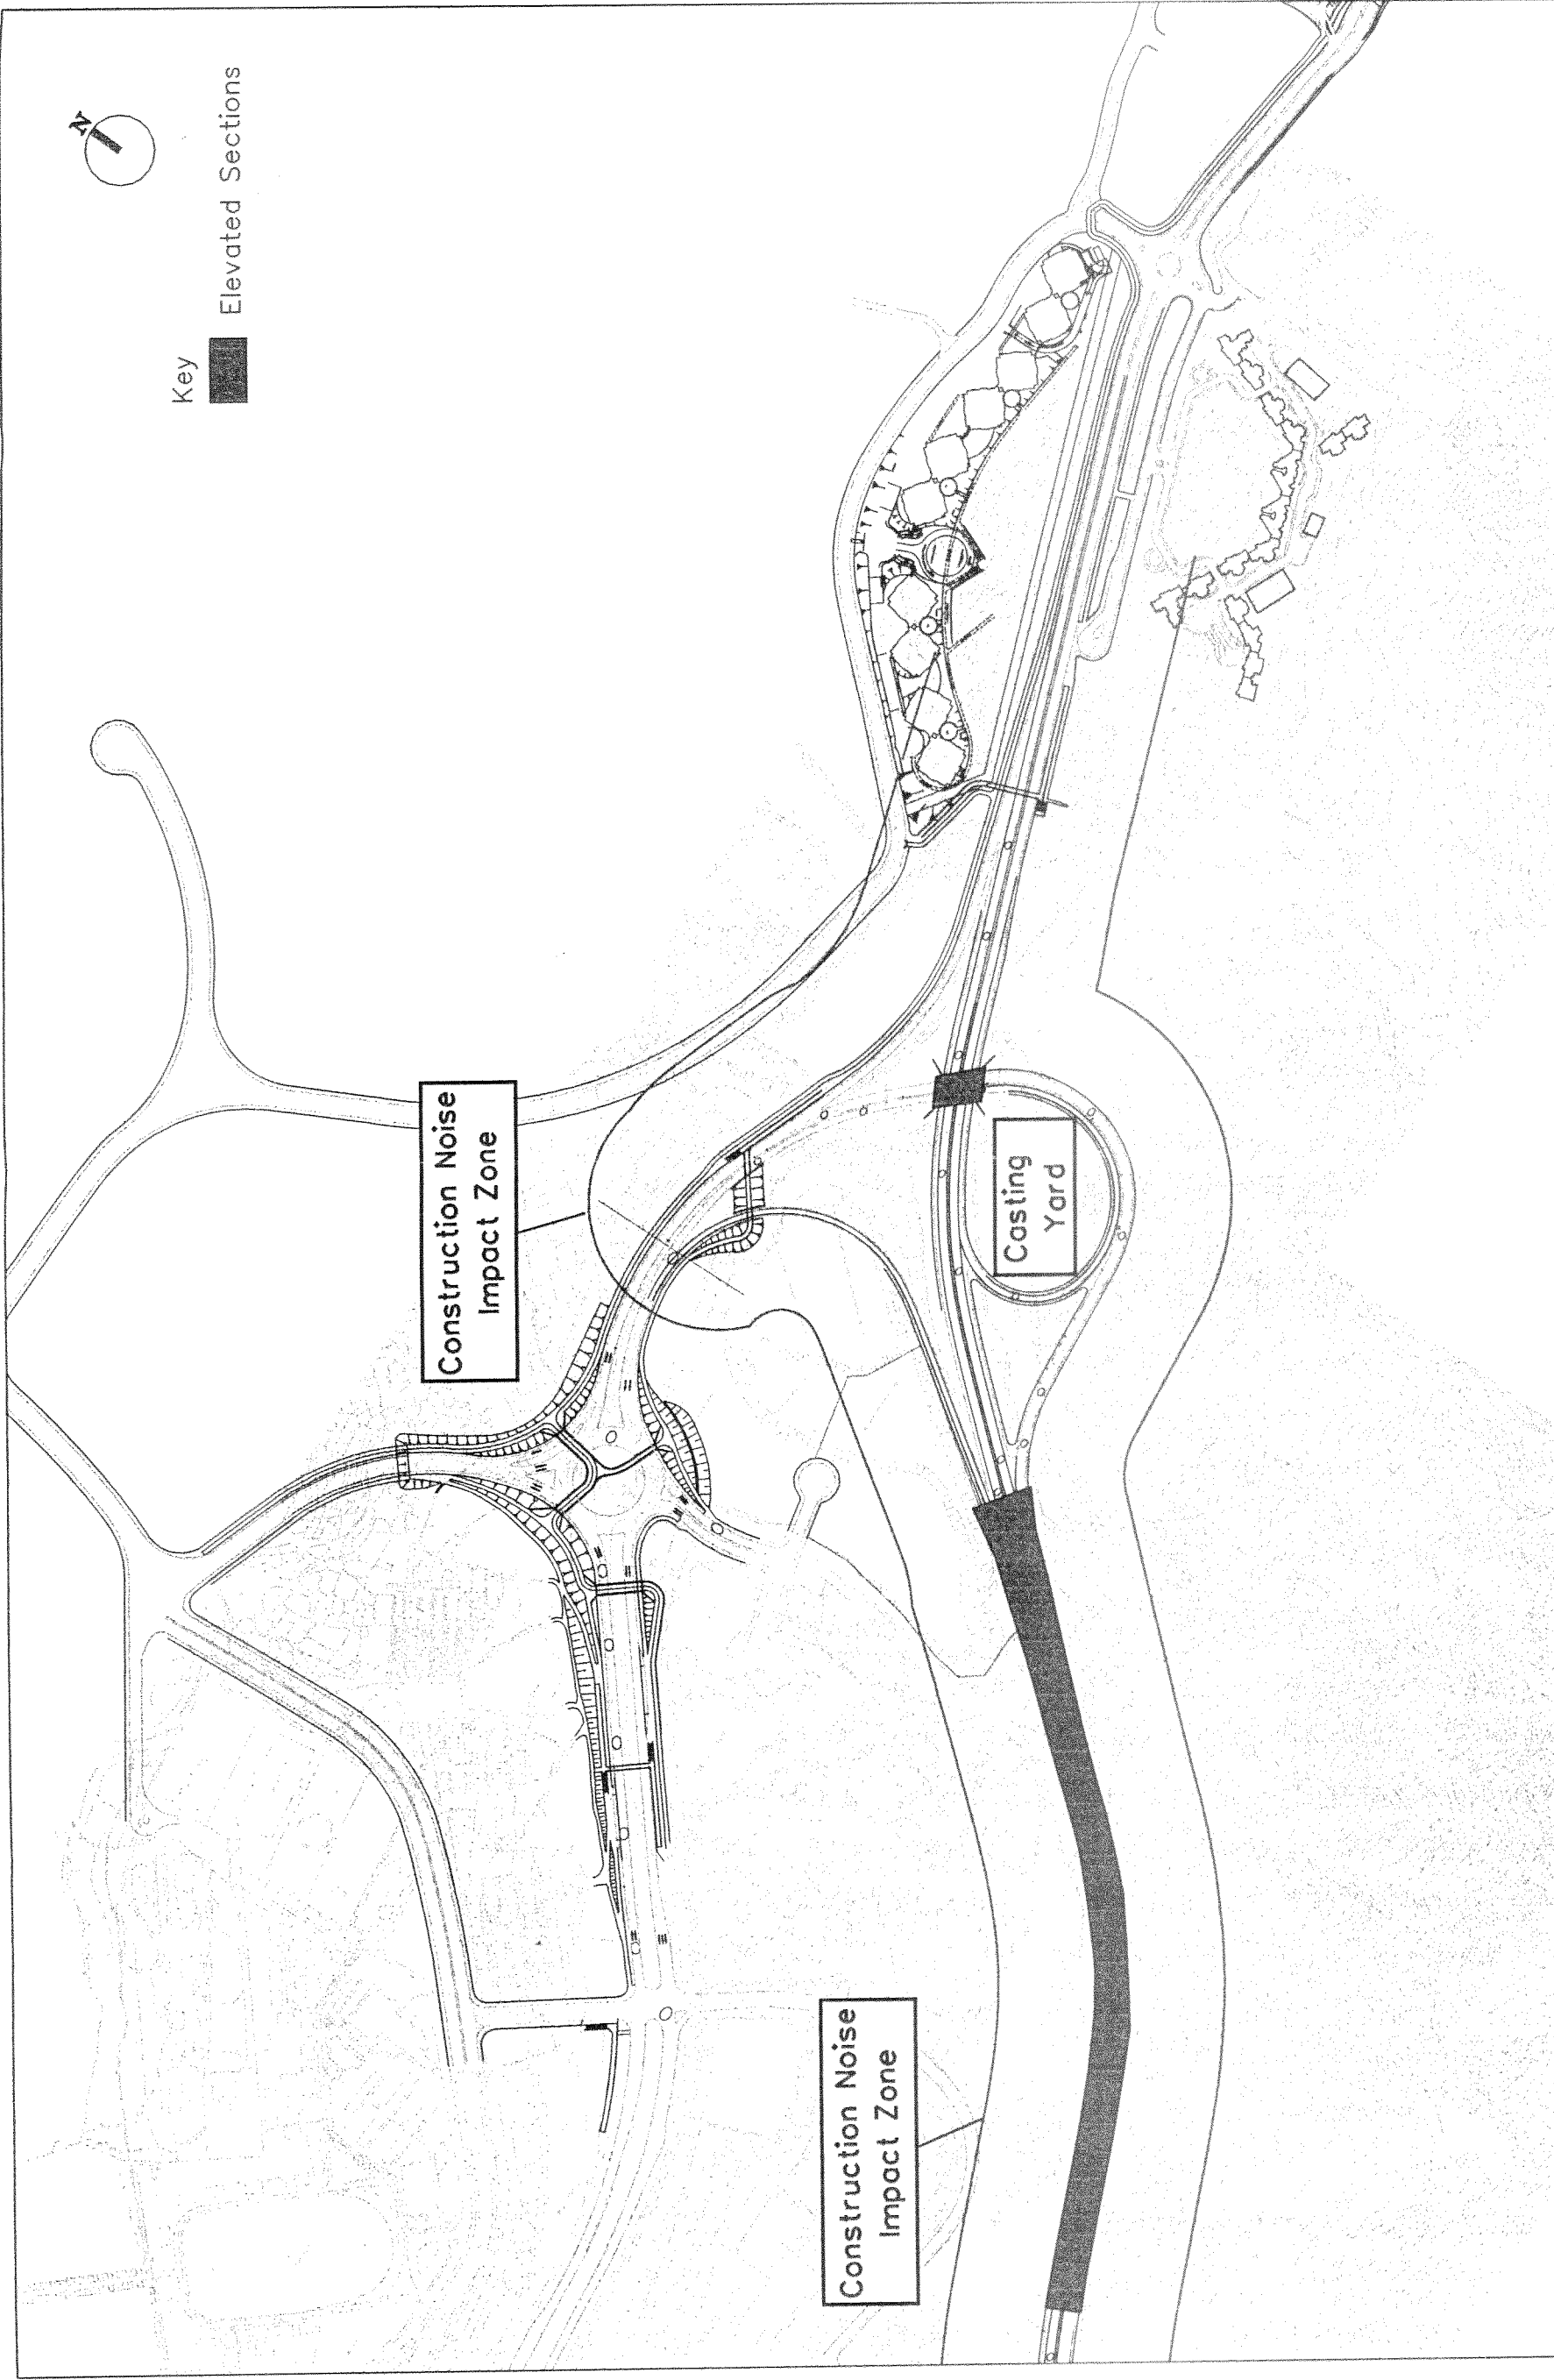 N
Key
Elevated Sections
Construction Noise
Impact Zone
Casting
Yard
Construction Noise
Impact Zone